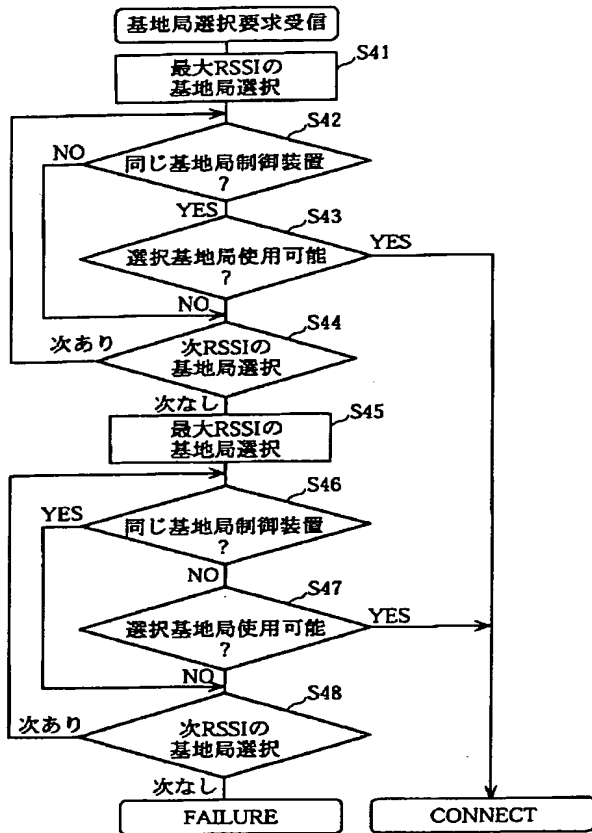 基地局選択要求受信
S41
最大RSSIの
基地局選択
S42
NO
同じ基地局制御装置
?
YES
S43
YES
選択基地局使用可能
?
NO
S44
次あり
次RSSIの
基地局選択
次なし
S45
最大RSSIの
基地局選択
S46
YES
同じ基地局制御装置
?
NO
S47
YES
選択基地局使用可能
?
NO
S48
次あり
次RSSIの
基地局選択
次なし
FAILURE
CONNECT